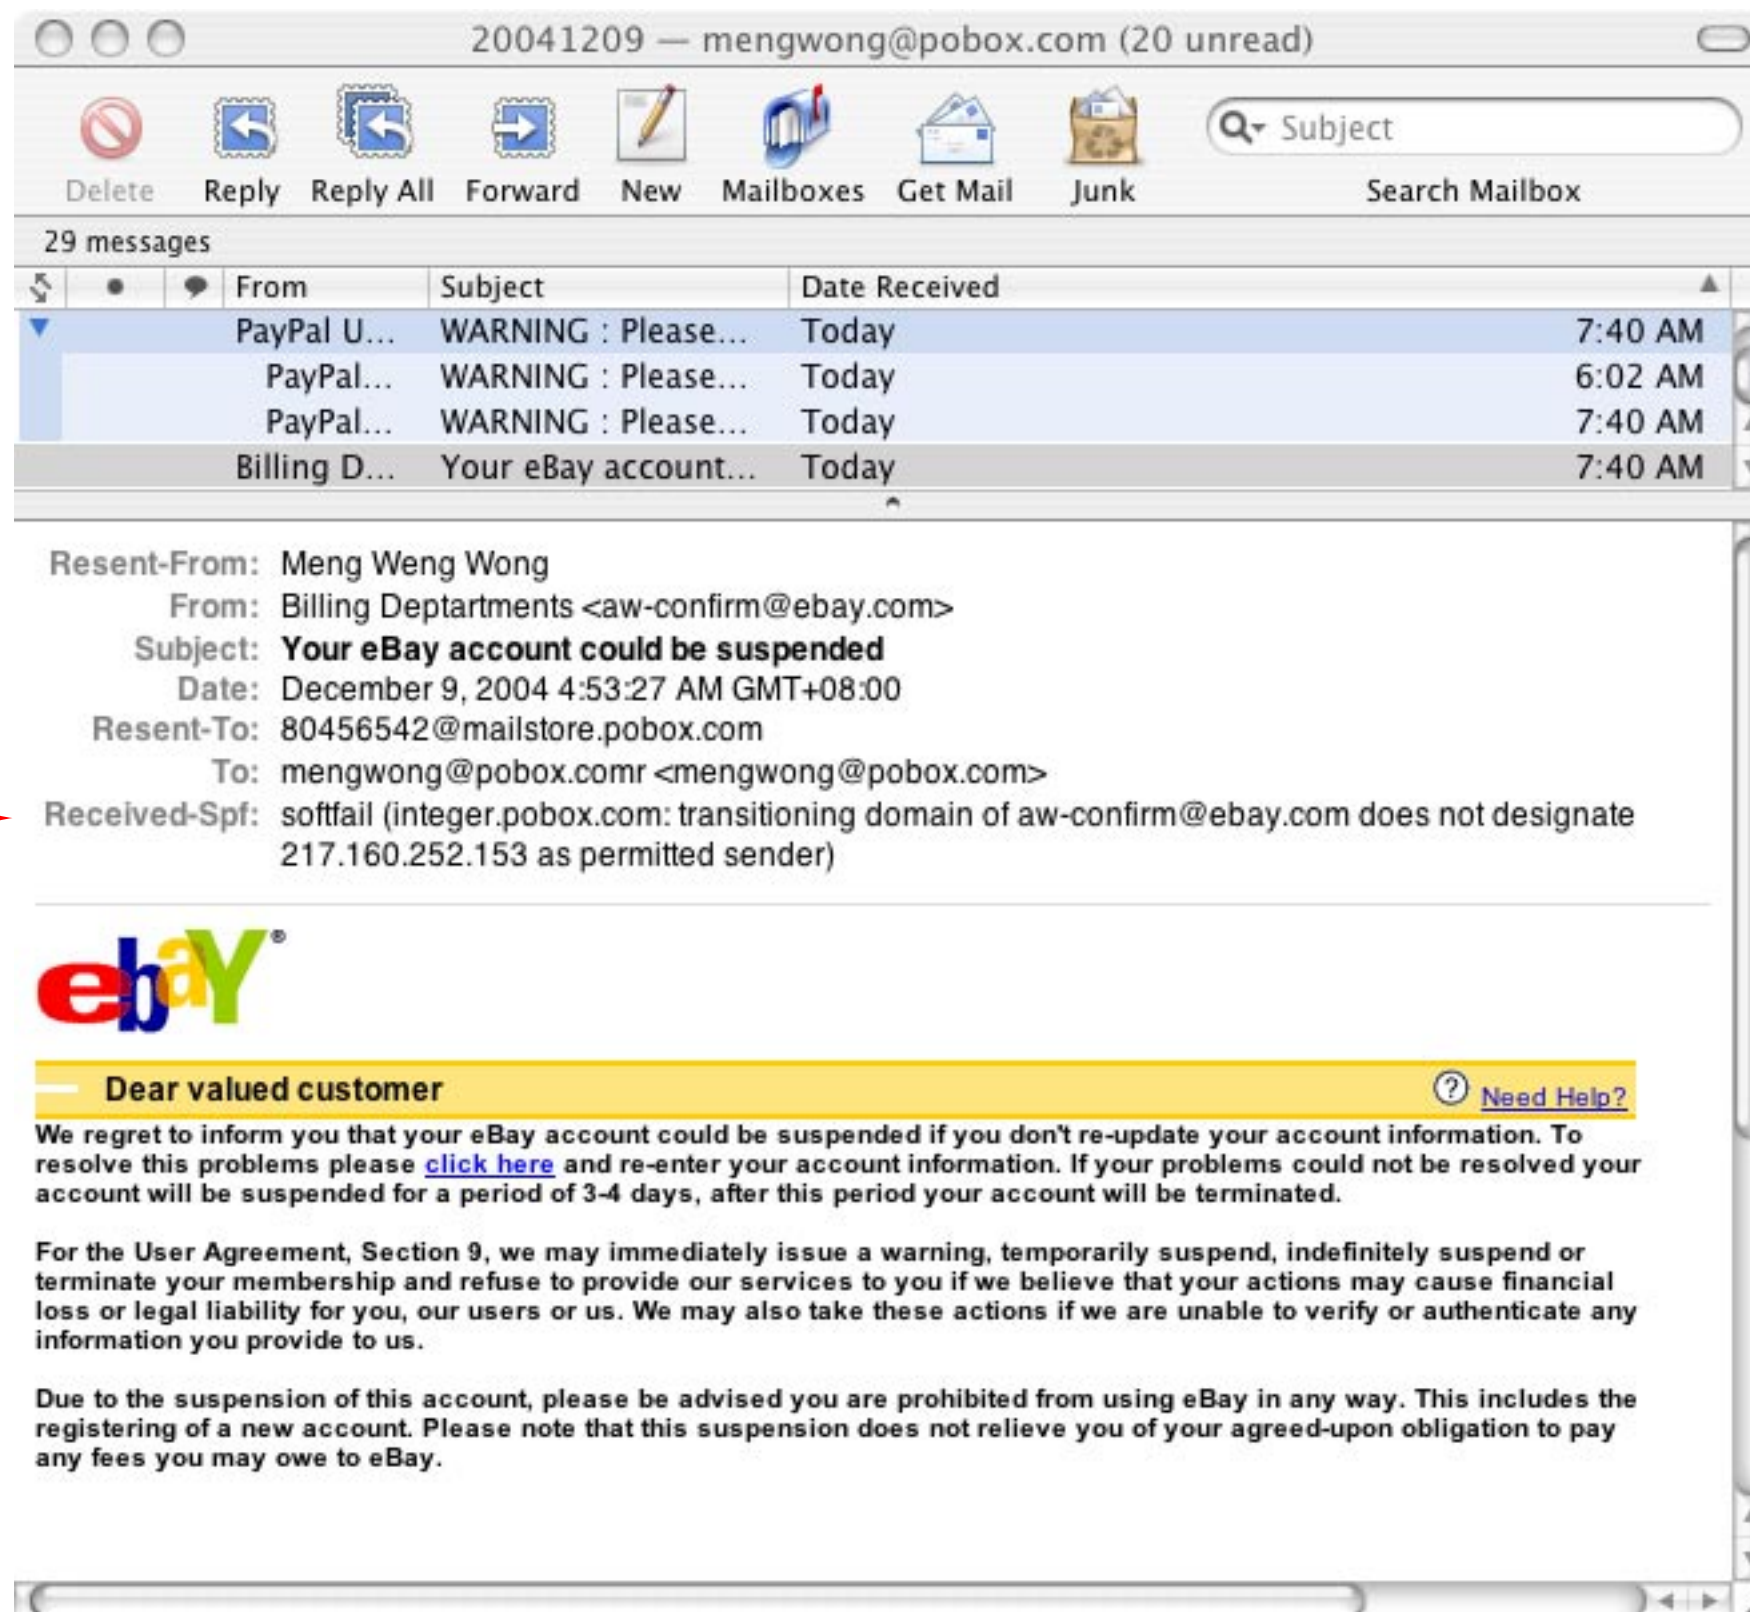 20041209 — mengwong@pobox.com (20 unread)
Subject
Delete Reply Reply All Forward New Mailboxes Get Mail Junk Search Mailbox
29 messages
From Subject Date Received
PayPal U... WARNING : Please... Today 7:40 AM
PayPal... WARNING : Please... Today 6:02 AM
PayPal... WARNING : Please... Today 7:40 AM
Billing D... Your eBay account... Today 7:40 AM
Resent-From: Meng Weng Wong
From: Billing Deptartments <aw-confirm@ebay.com>
Subject: Your eBay account could be suspended
Date: December 9, 2004 4:53:27 AM GMT+08:00
Resent-To: 80456542@mailstore.pobox.com
To: mengwong@pobox.comr <mengwong@pobox.com>
Received-Spf: softfail (integer.pobox.com: transitioning domain of aw-confirm@ebay.com does not designate
217.160.252.153 as permitted sender)
ebaY®
Dear valued customer ? Need Help?
We regret to inform you that your eBay account could be suspended if you don't re-update your account information. To
resolve this problems please click here and re-enter your account information. If your problems could not be resolved your
account will be suspended for a period of 3-4 days, after this period your account will be terminated.
For the User Agreement, Section 9, we may immediately issue a warning, temporarily suspend, indefinitely suspend or
terminate your membership and refuse to provide our services to you if we believe that your actions may cause financial
loss or legal liability for you, our users or us. We may also take these actions if we are unable to verify or authenticate any
information you provide to us.
Due to the suspension of this account, please be advised you are prohibited from using eBay in any way. This includes the
registering of a new account. Please note that this suspension does not relieve you of your agreed-upon obligation to pay
any fees you may owe to eBay.